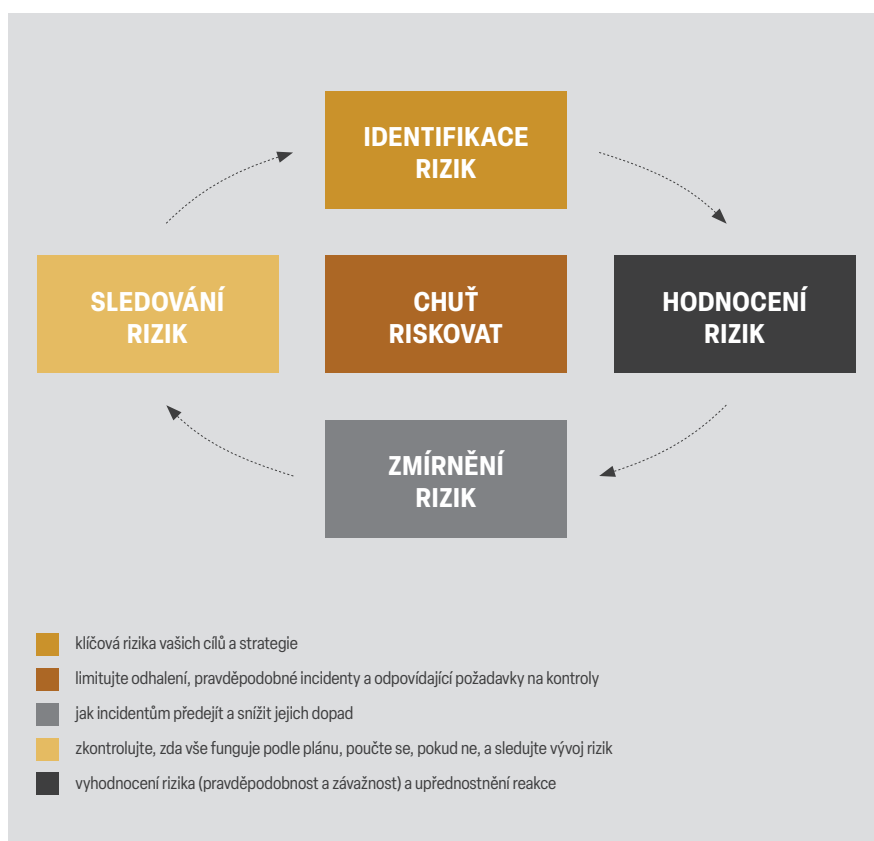 IDENTIFIKACE
RIZIK
SLEDOVÁNÍ
RIZIK
CHUŤ
RISKOVAT
HODNOCENÍ
RIZIK
ZMÍRNĚNÍ
RIZIK
klíčová rizika vašich cílů a strategie
limitujte odhalení, pravděpodobné incidenty a odpovídající požadavky na kontroly
jak incidentům předejít a snížit jejich dopad
zkontrolujte, zda vše funguje podle plánu, poučte se, pokud ne, a sledujte vývoj rizik
vyhodnocení rizika (pravděpodobnost a závažnost) a upřednostnění reakce